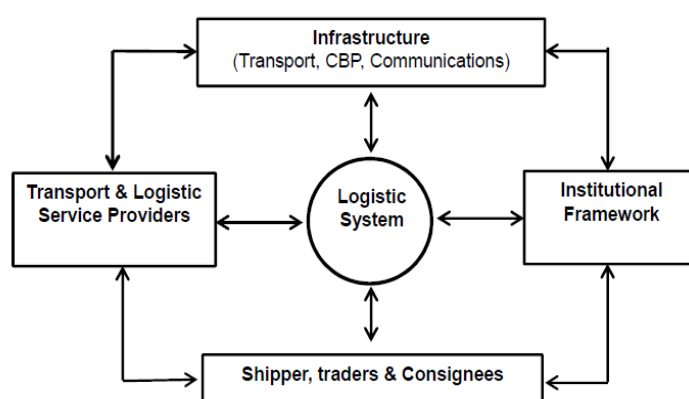 Infrastructure
(Transport, CBP, Communications)
Transport & Logistic
Service Providers
Logistic
System
Institutional
Framework
Shipper, traders & Consignees